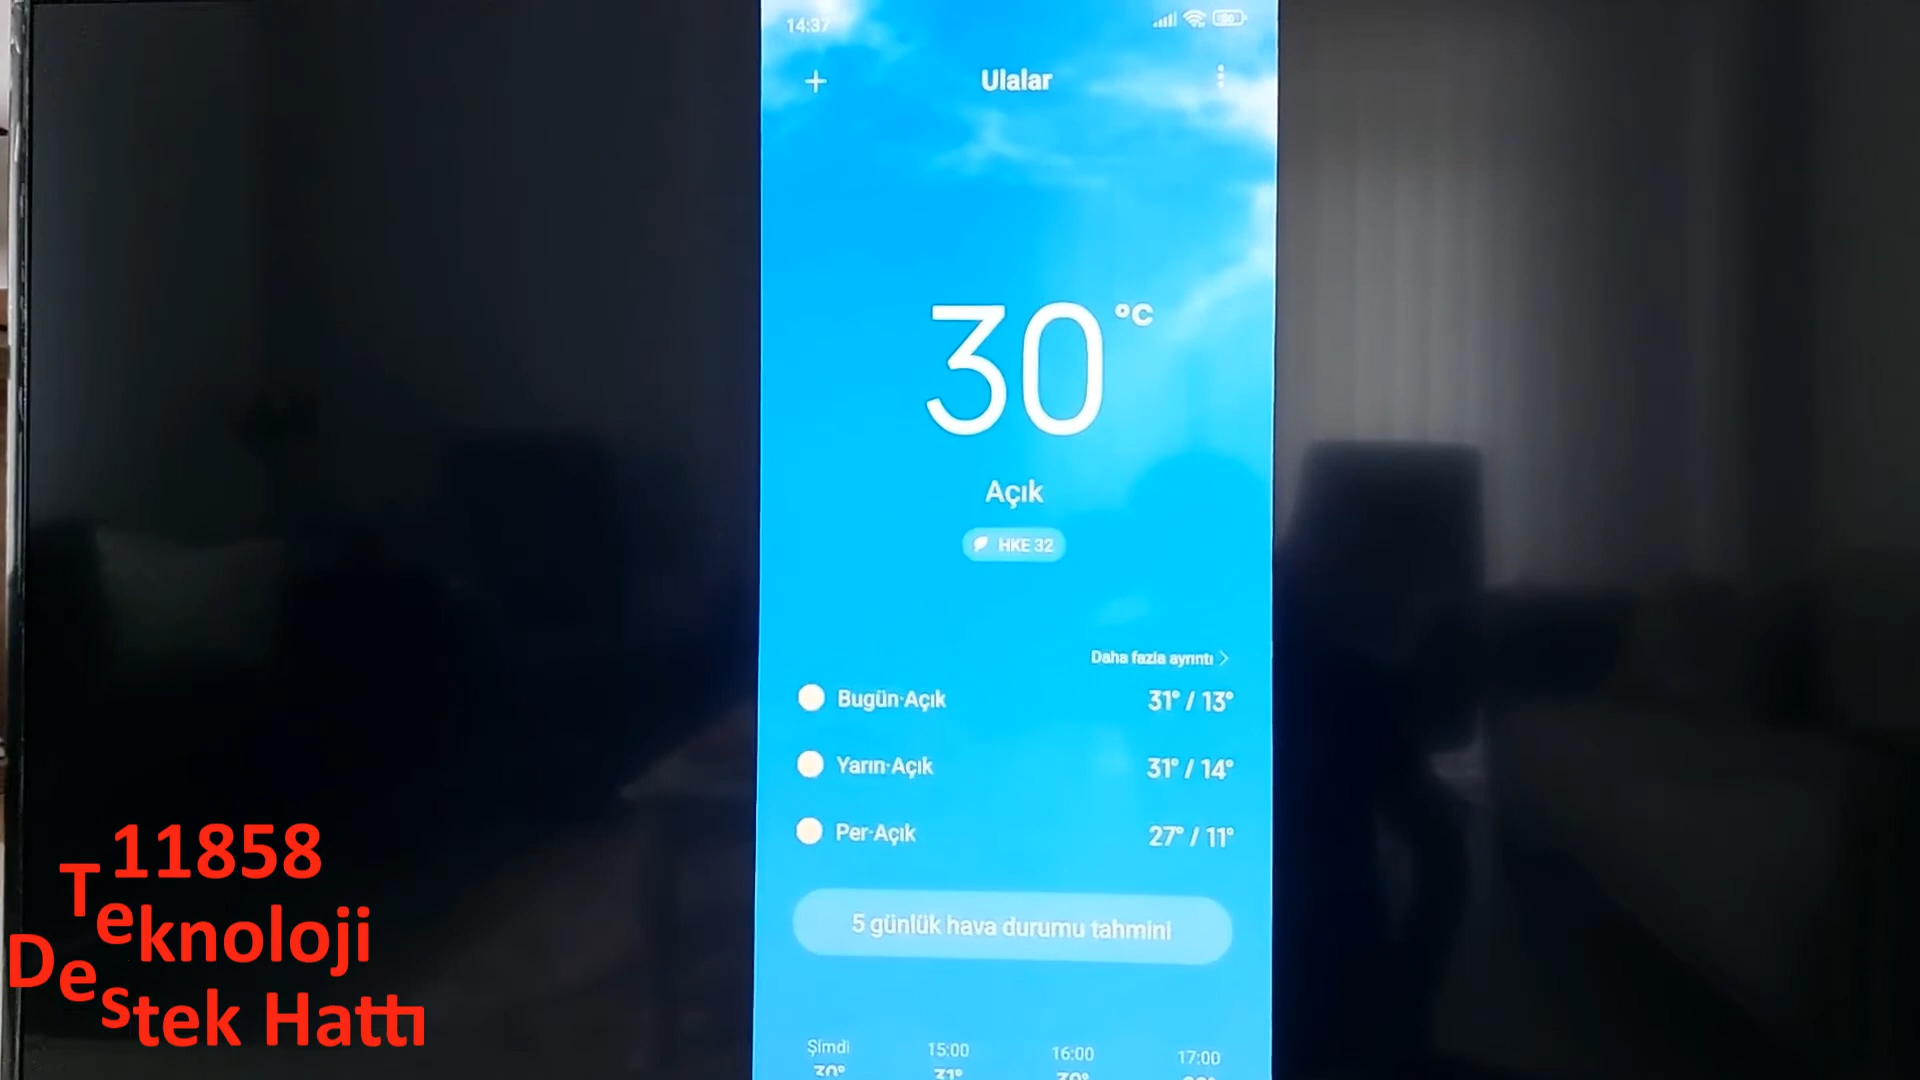 14:37
Ulalar
30 °C
Açık
HKE 32
Daha fazla ayrıntı
Bugün·Açık 31° / 13°
Yarın·Açık 31° / 14°
Per·Açık 27° / 11°
5 günlük hava durumu tahmini
Şimdi 15:00 16:00 17:00
30° 31°
11858
Teknoloji
Destek Hattı